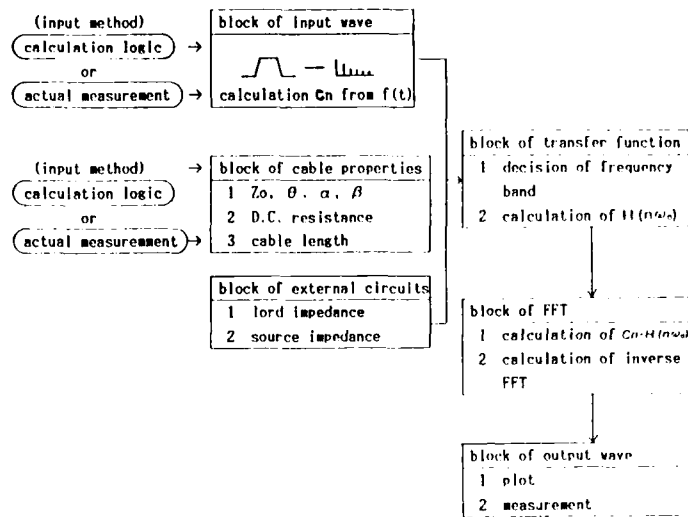 (input method)
calculation logic
or
actual measurement
block of input wave
calculation Cn from f(t)
(input method)
calculation logic
or
actual measuremment
block of cable properties
1 Zo, θ, α, β
2 D.C. resistance
3 cable length
block of external circuits
1 lord impedance
2 source impedance
block of transfer function
1 decision of frequency
band
2 calculation of H(nω₀)
block of FFT
1 calculation of Cn·H(nω₀)
2 calculation of inverse
FFT
block of output wave
1 plot
2 measurement